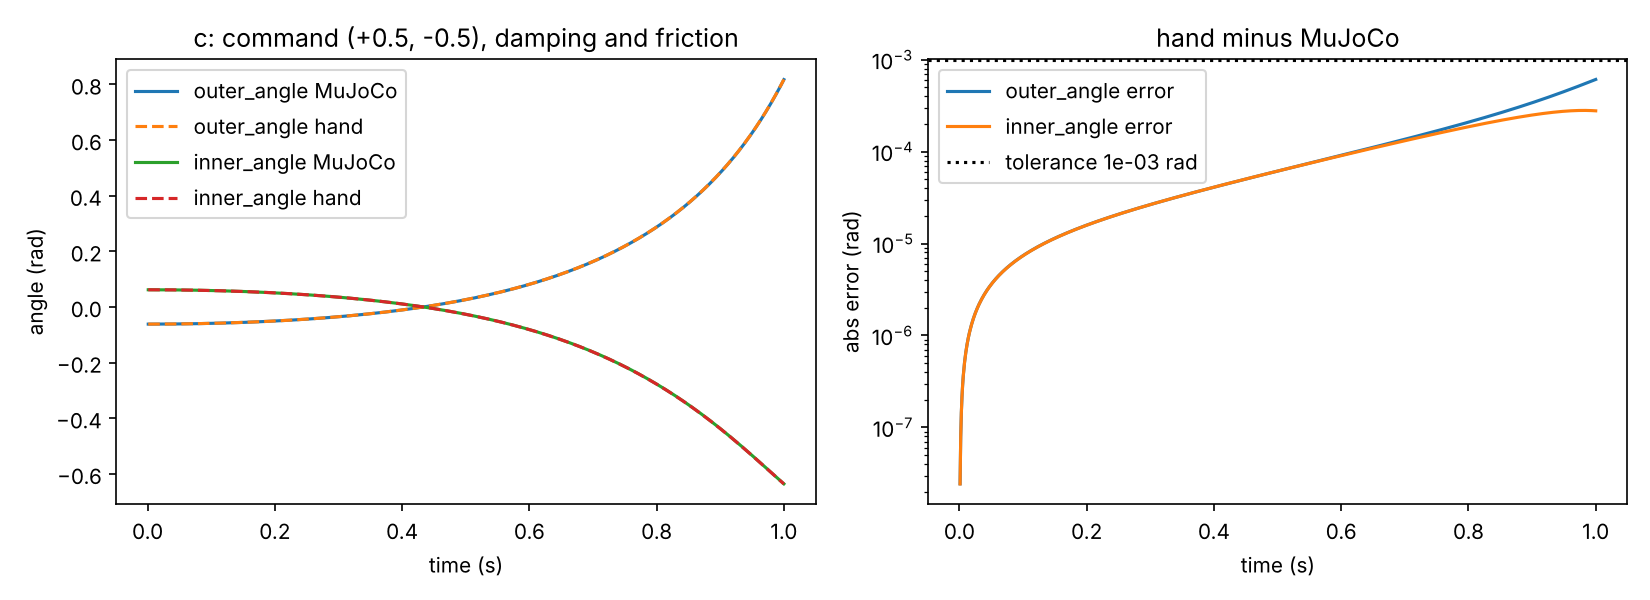 c: command (+0.5, -0.5), damping and friction
outer_angle MuJoCo
outer_angle hand
inner_angle MuJoCo
inner_angle hand
angle (rad)
0.8
0.6
0.4
0.2
0.0
−0.2
−0.4
−0.6
0.0 0.2 0.4 0.6 0.8 1.0
time (s)
hand minus MuJoCo
outer_angle error
inner_angle error
tolerance 1e-03 rad
abs error (rad)
10⁻³
10⁻⁴
10⁻⁵
10⁻⁶
10⁻⁷
0.0 0.2 0.4 0.6 0.8 1.0
time (s)